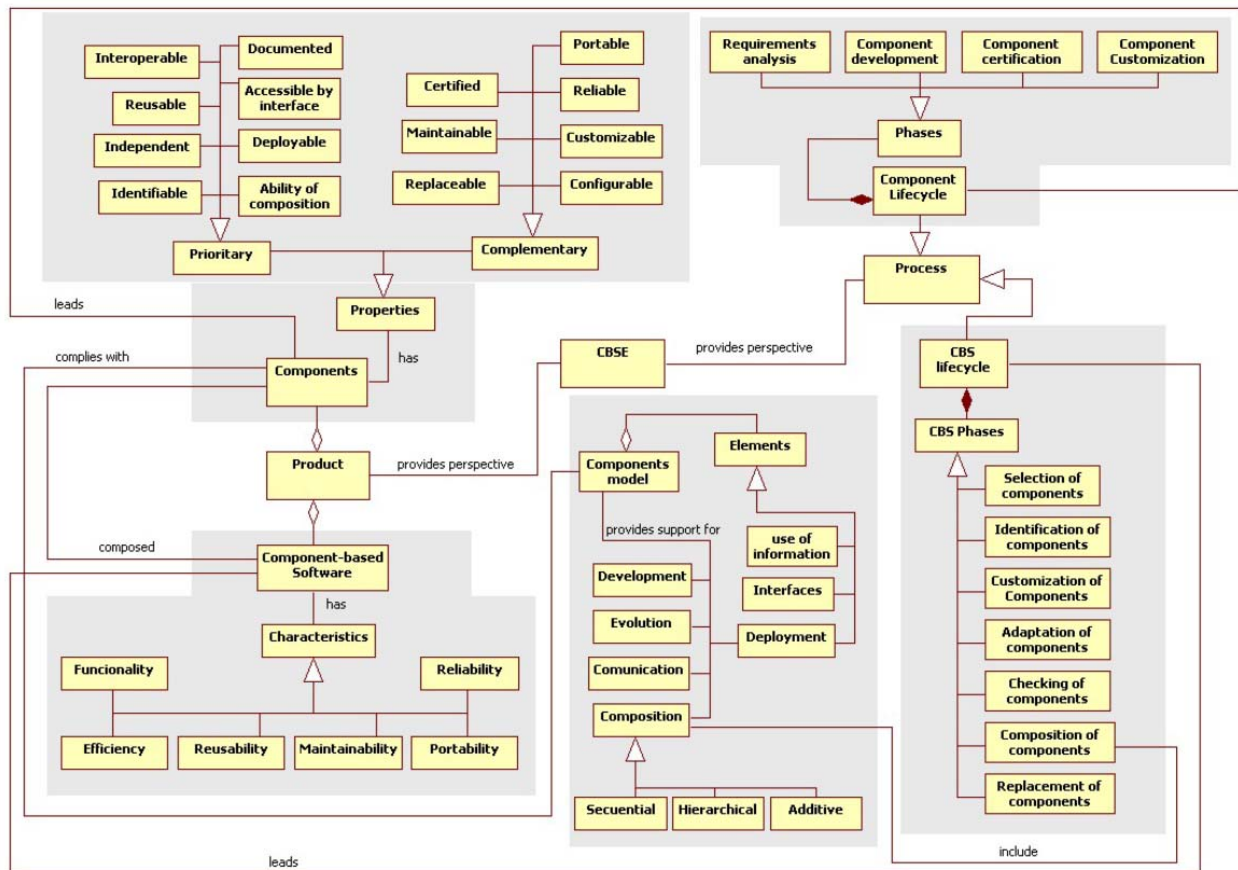 Interoperable
Documented
Reusable
Accessible by
interface
Independent
Deployable
Identifiable
Ability of
composition
Prioritary
Portable
Certified
Reliable
Maintainable
Customizable
Replaceable
Configurable
Complementary
Requirements
analysis
Component
development
Component
certification
Component
Customization
Phases
Component
Lifecycle
Process
leads
Properties
complies with
has
Components
CBSE
provides perspective
CBS
lifecycle
Product
provides perspective
composed
Component-based
Software
has
Characteristics
Funcionality
Reliability
Efficiency
Reusability
Maintainability
Portability
Components
model
Elements
provides support for
use of
information
Development
Interfaces
Evolution
Deployment
Comunication
Composition
Secuential
Hierarchical
Additive
CBS Phases
Selection of
components
Identification of
components
Customization of
Components
Adaptation of
components
Checking of
components
Composition of
components
Replacement of
components
include
leads